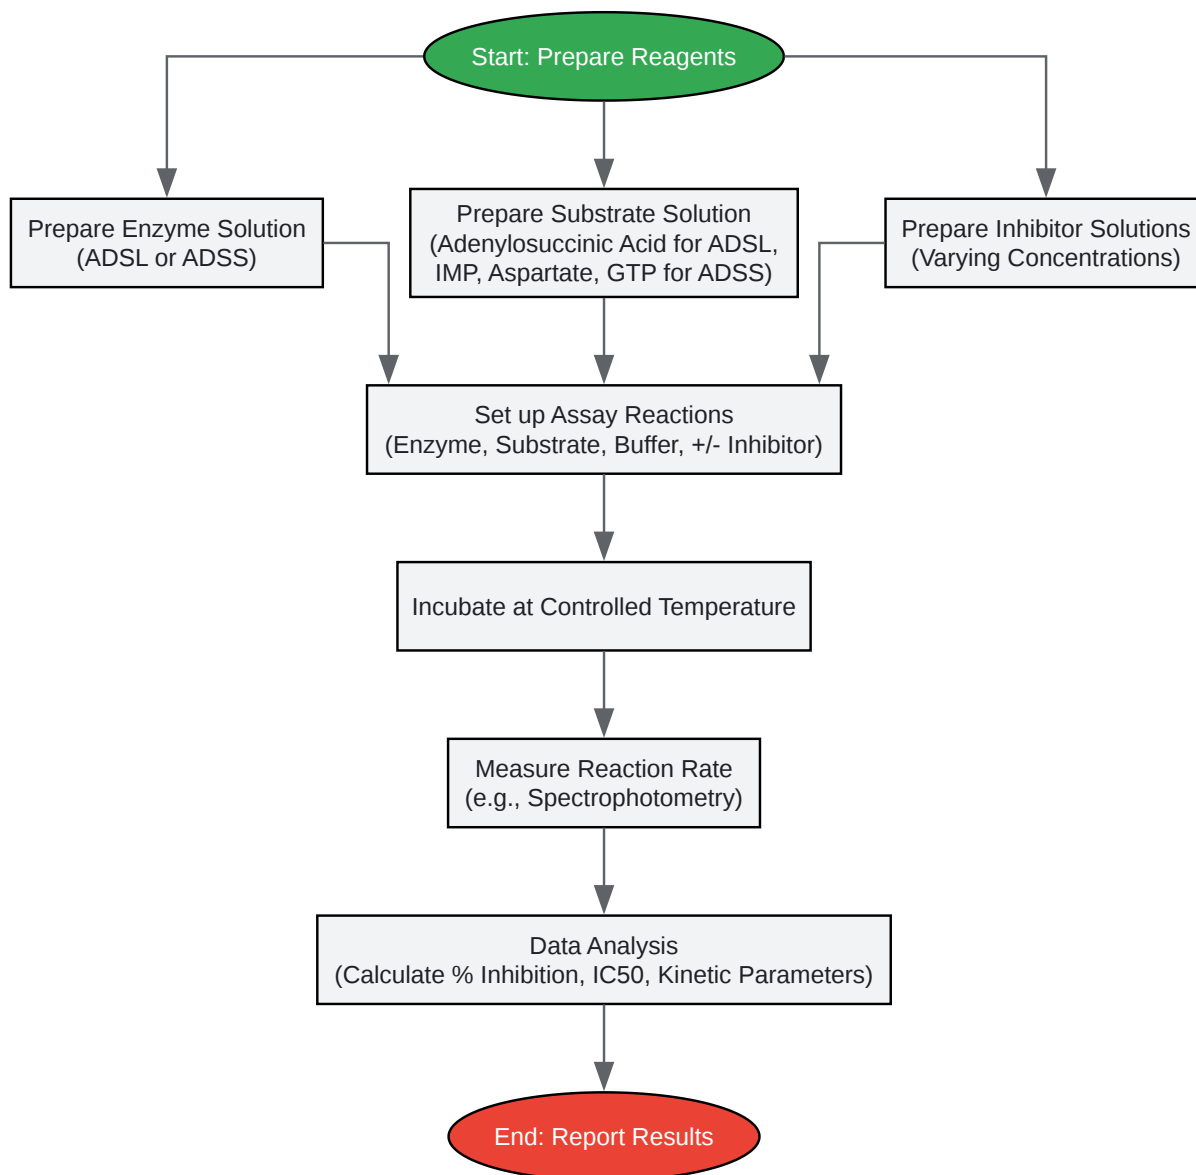 Start: Prepare Reagents
Prepare Enzyme Solution
(ADSL or ADSS)
Prepare Substrate Solution
(Adenylosuccinic Acid for ADSL,
IMP, Aspartate, GTP for ADSS)
Prepare Inhibitor Solutions
(Varying Concentrations)
Set up Assay Reactions
(Enzyme, Substrate, Buffer, +/- Inhibitor)
Incubate at Controlled Temperature
Measure Reaction Rate
(e.g., Spectrophotometry)
Data Analysis
(Calculate % Inhibition, IC50, Kinetic Parameters)
End: Report Results